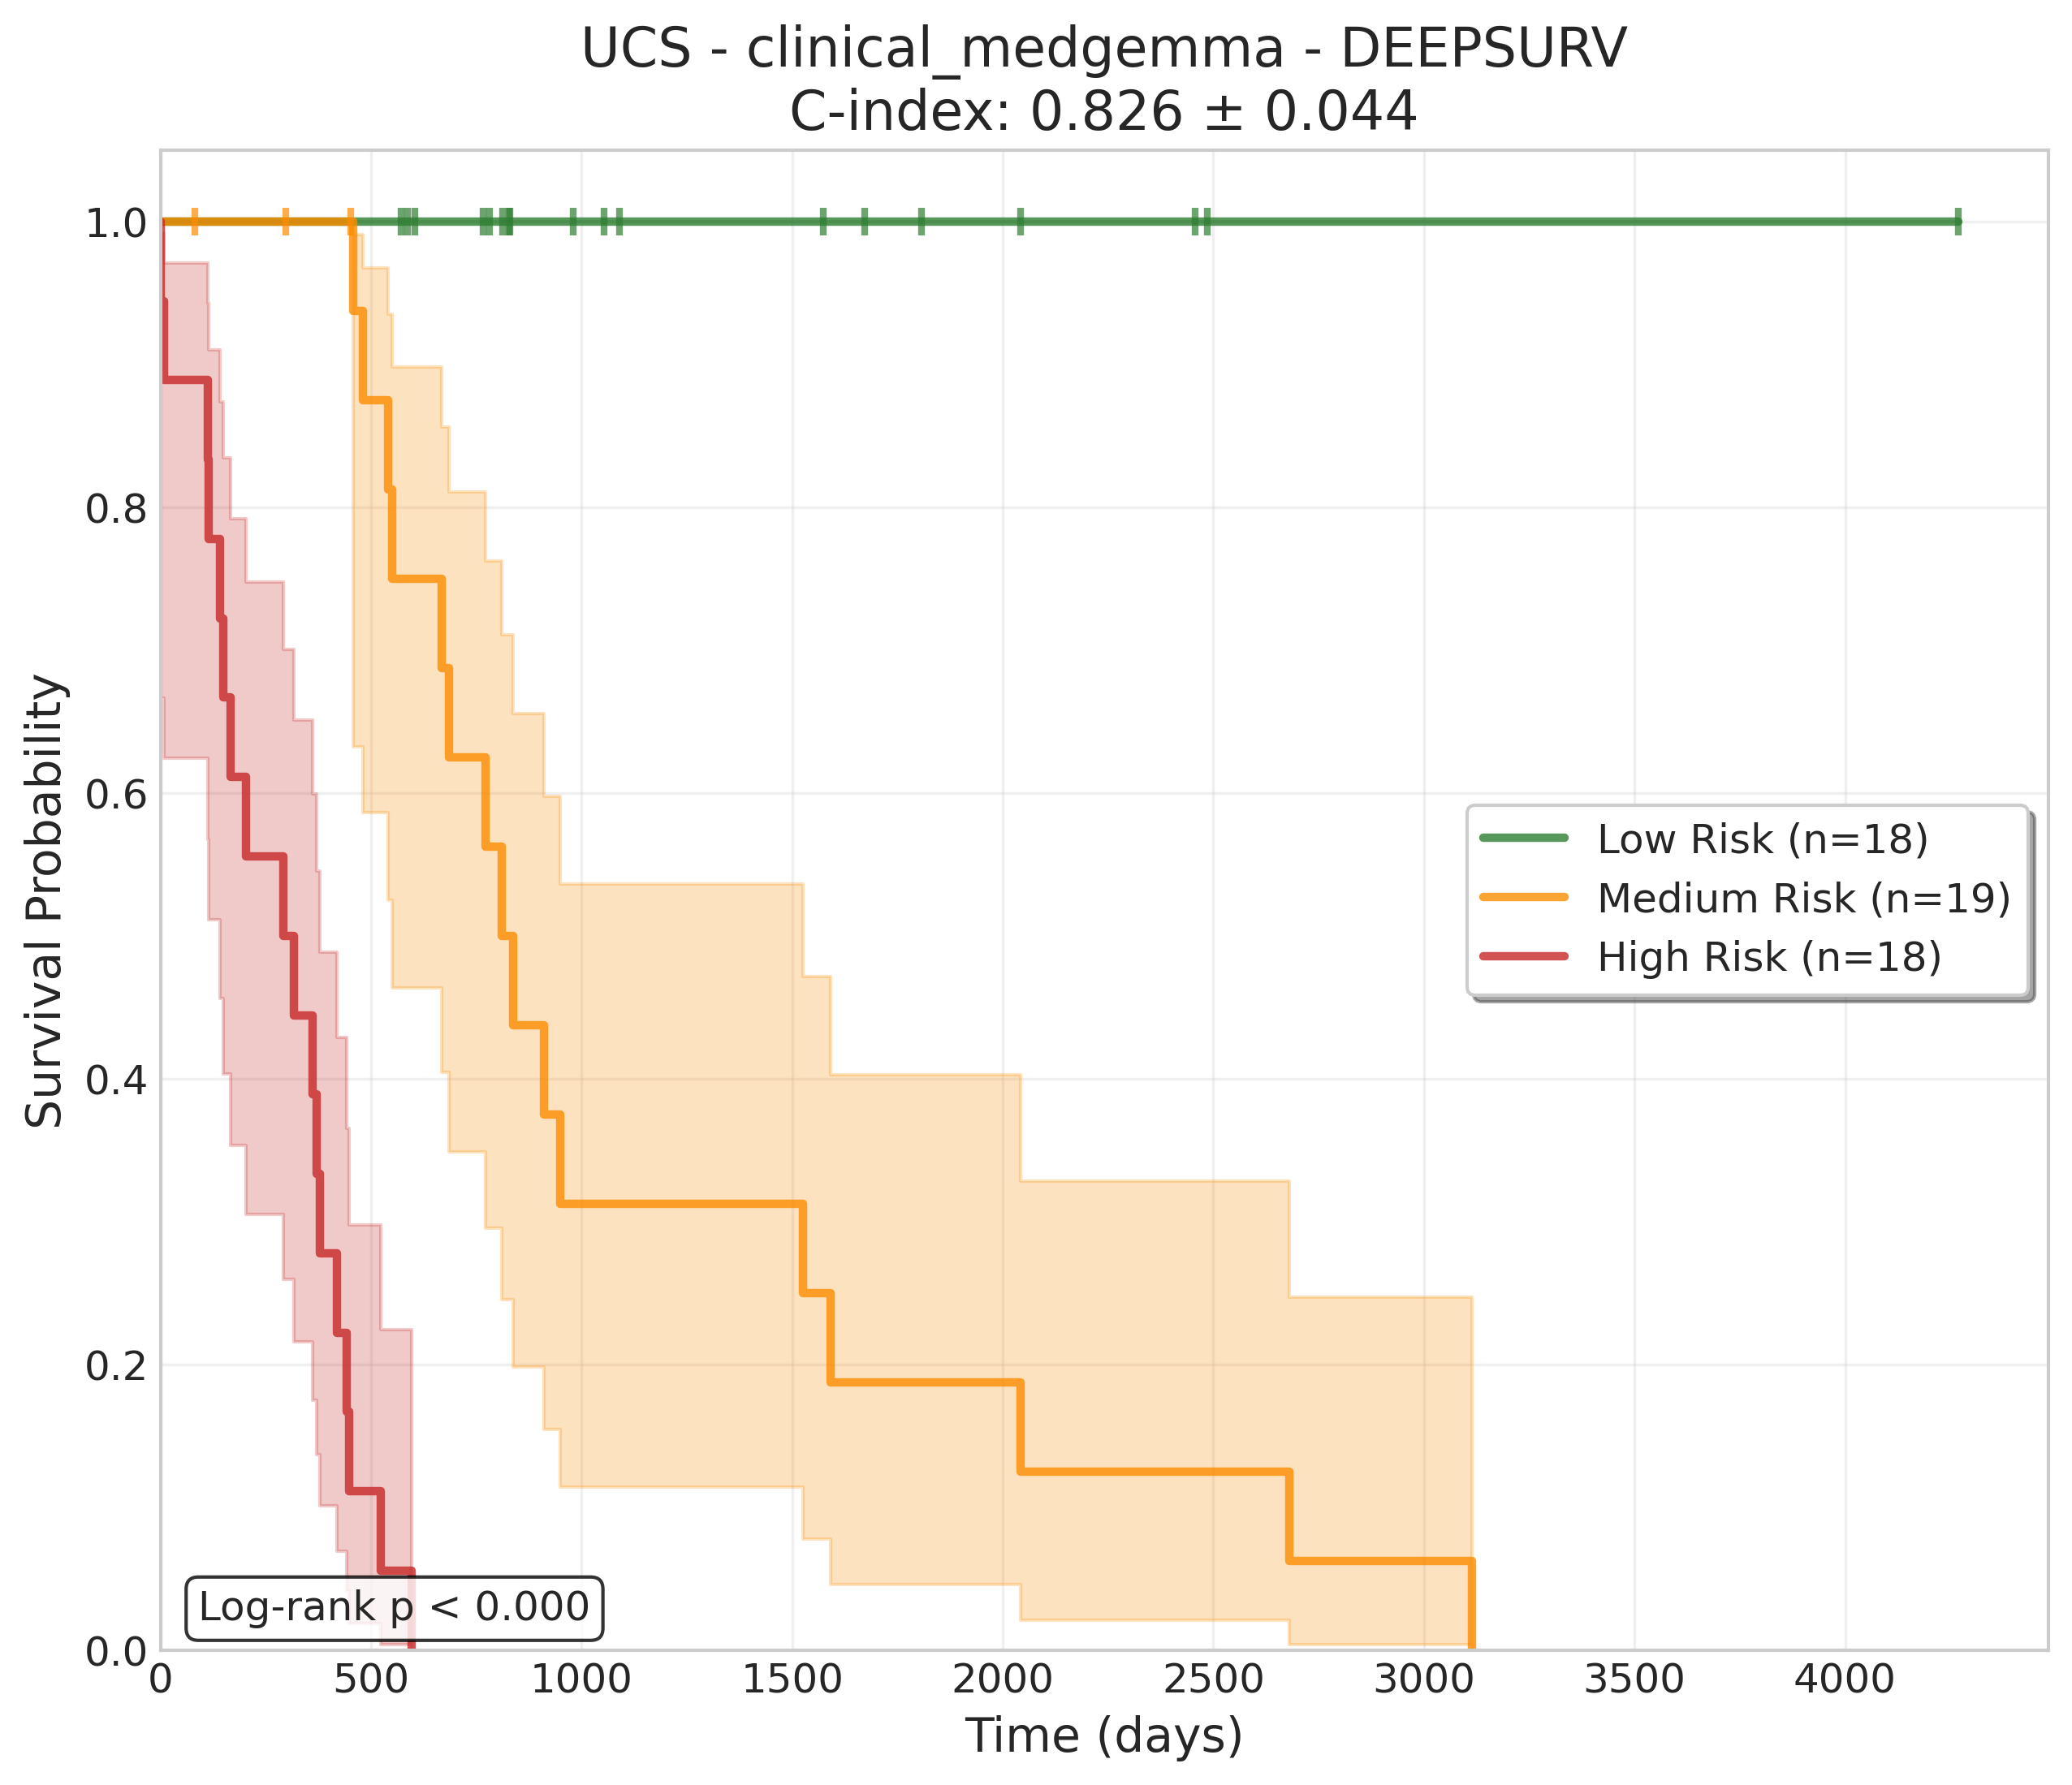 UCS - clinical_medgemma - DEEPSURV
C-index: 0.826 ± 0.044
Survival Probability
1.0
0.8
0.6
0.4
0.2
0.0
Low Risk (n=18)
Medium Risk (n=19)
High Risk (n=18)
Log-rank p < 0.000
0 500 1000 1500 2000 2500 3000 3500 4000
Time (days)